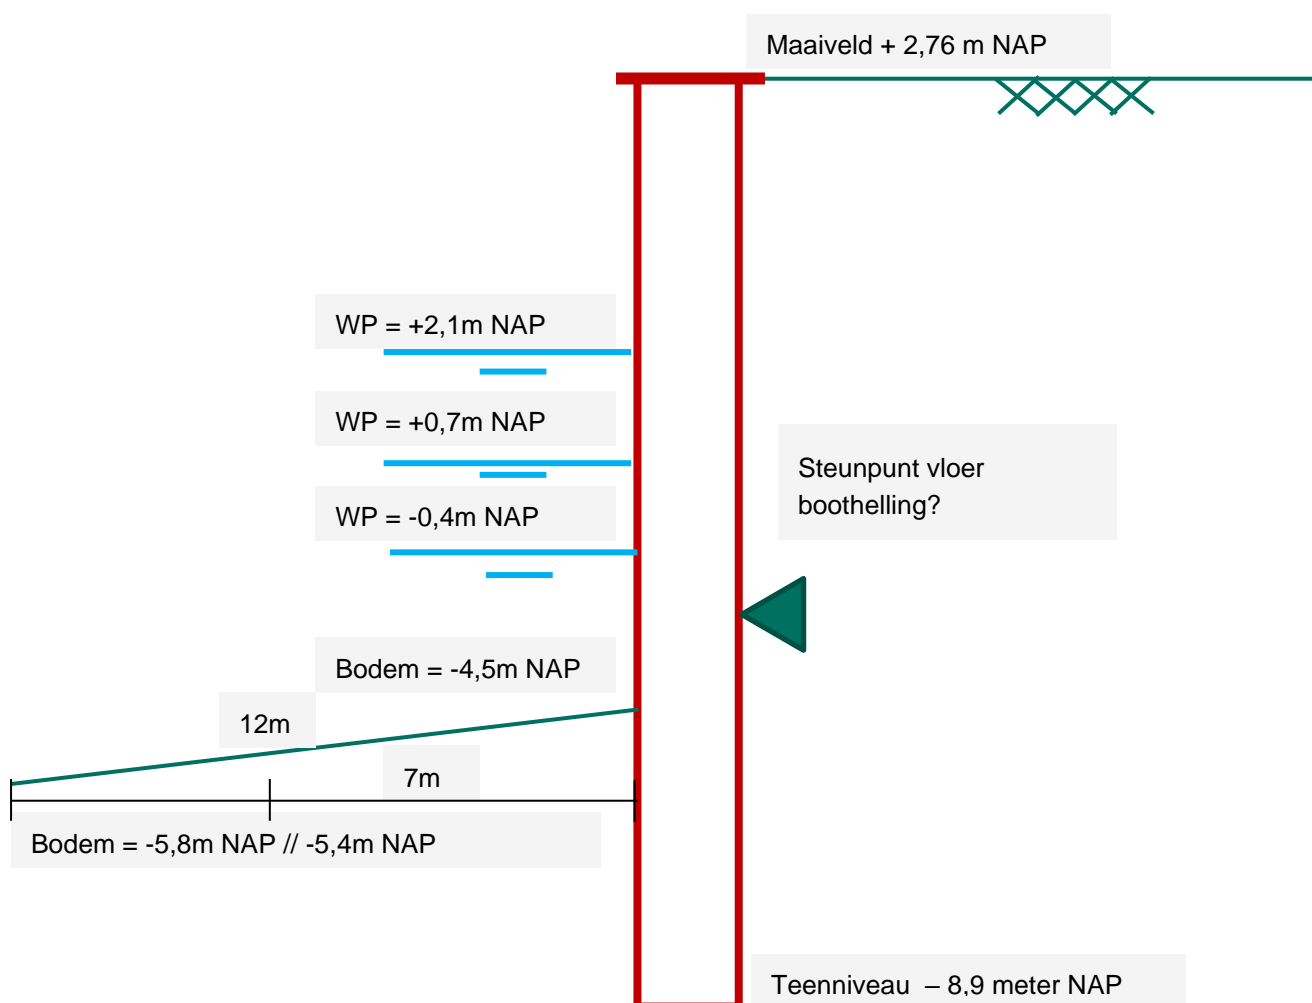 Maaiveld + 2,76 m NAP
WP = +2,1m NAP
WP = +0,7m NAP
Steunpunt vloer
boothelling?
WP = -0,4m NAP
Bodem = -4,5m NAP
12m
7m
Bodem = -5,8m NAP // -5,4m NAP
Teenniveau – 8,9 meter NAP